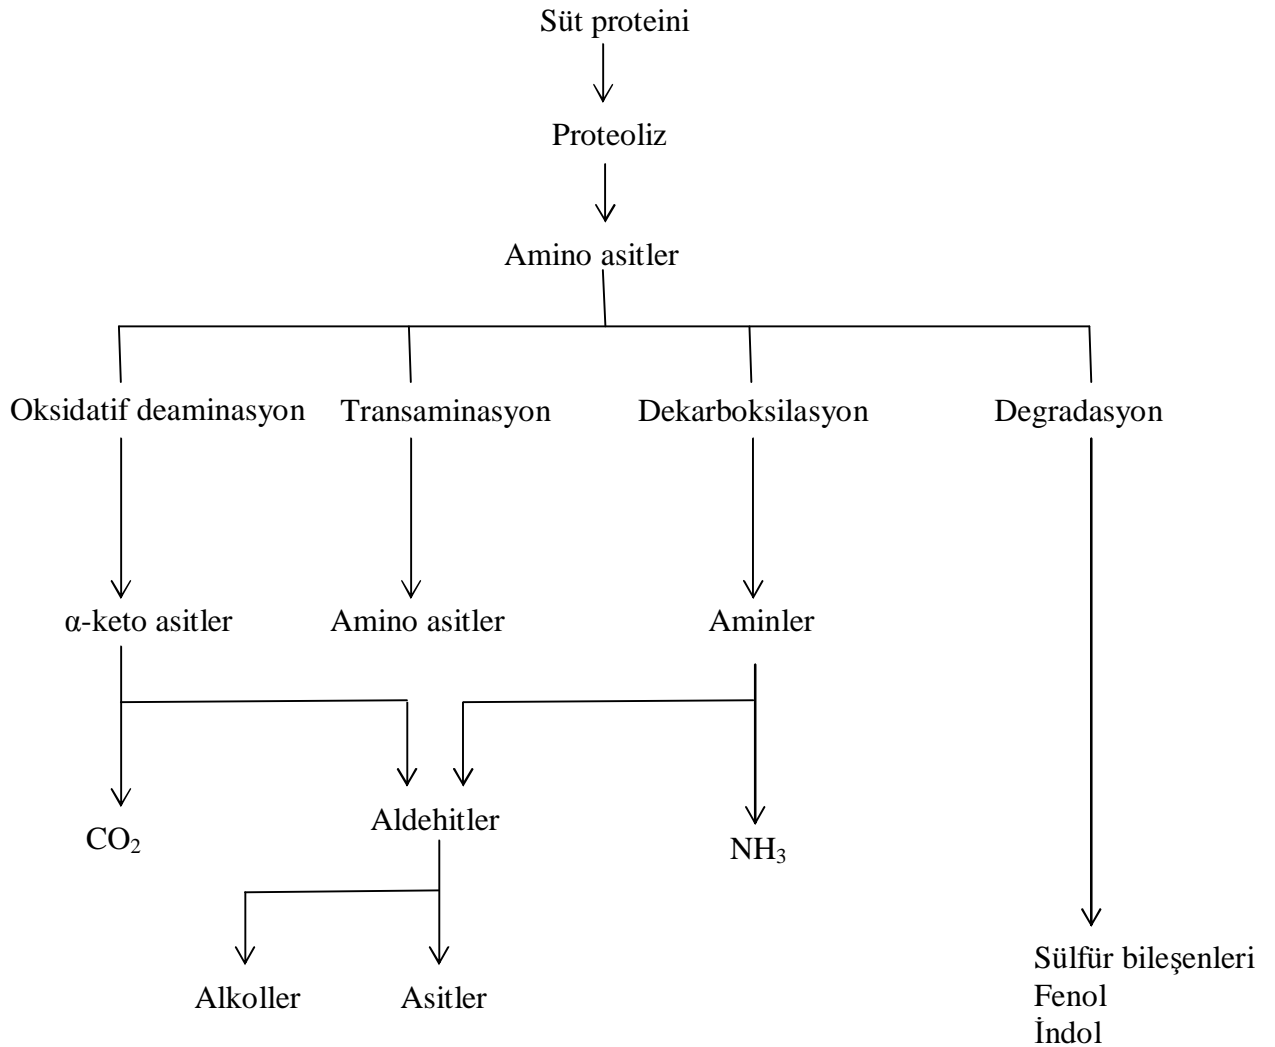 Süt proteini
Proteoliz
Amino asitler
Oksidatif deaminasyon
Transaminasyon
Dekarboksilasyon
Degradasyon
α-keto asitler
Amino asitler
Aminler
CO₂
Aldehitler
NH₃
Alkoller
Asitler
Sülfür bileşenleri
Fenol
İndol